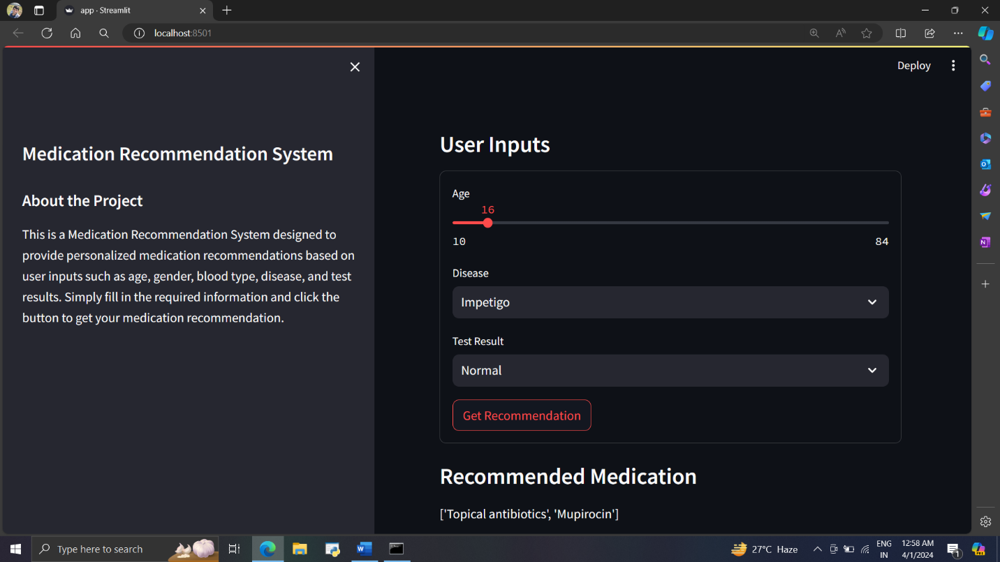 app · Streamlit
localhost:8501
Deploy
Medication Recommendation System
About the Project
This is a Medication Recommendation System designed to
provide personalized medication recommendations based on
user inputs such as age, gender, blood type, disease, and test
results. Simply fill in the required information and click the
button to get your medication recommendation.
User Inputs
Age
16
10 84
Disease
Impetigo
Test Result
Normal
Get Recommendation
Recommended Medication
['Topical antibiotics', 'Mupirocin']
Type here to search
27°C Haze
ENG
IN
12:58 AM
4/1/2024
1